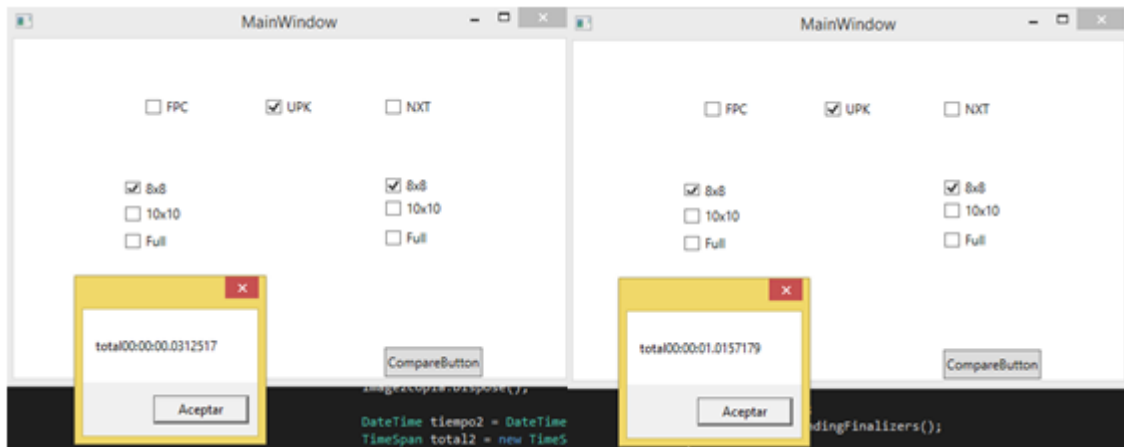 MainWindow
FPC
UPK
NXT
8x8
10x10
Full
8x8
10x10
Full
total00:00:00.0312517
Aceptar
CompareButton
DateTime tiempo2 = DateTime
TimeSpan total2 = new TimeS
MainWindow
FPC
UPK
NXT
8x8
10x10
Full
8x8
10x10
Full
total00:00:01.0157179
Aceptar
CompareButton
ndingFinalizers();